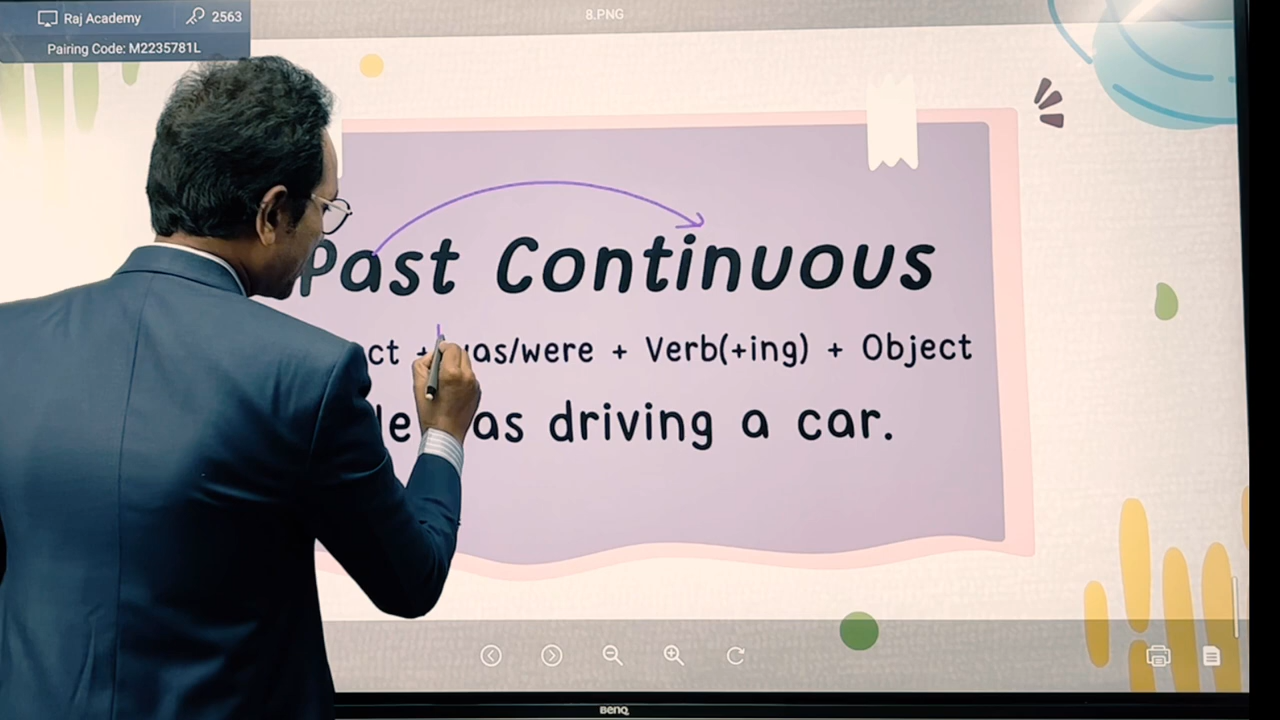 Raj Academy 2563
Pairing Code: M2235781L
8.PNG
Past Continuous
ct + was/were + Verb(+ing) + Object
driving a car.
BenQ